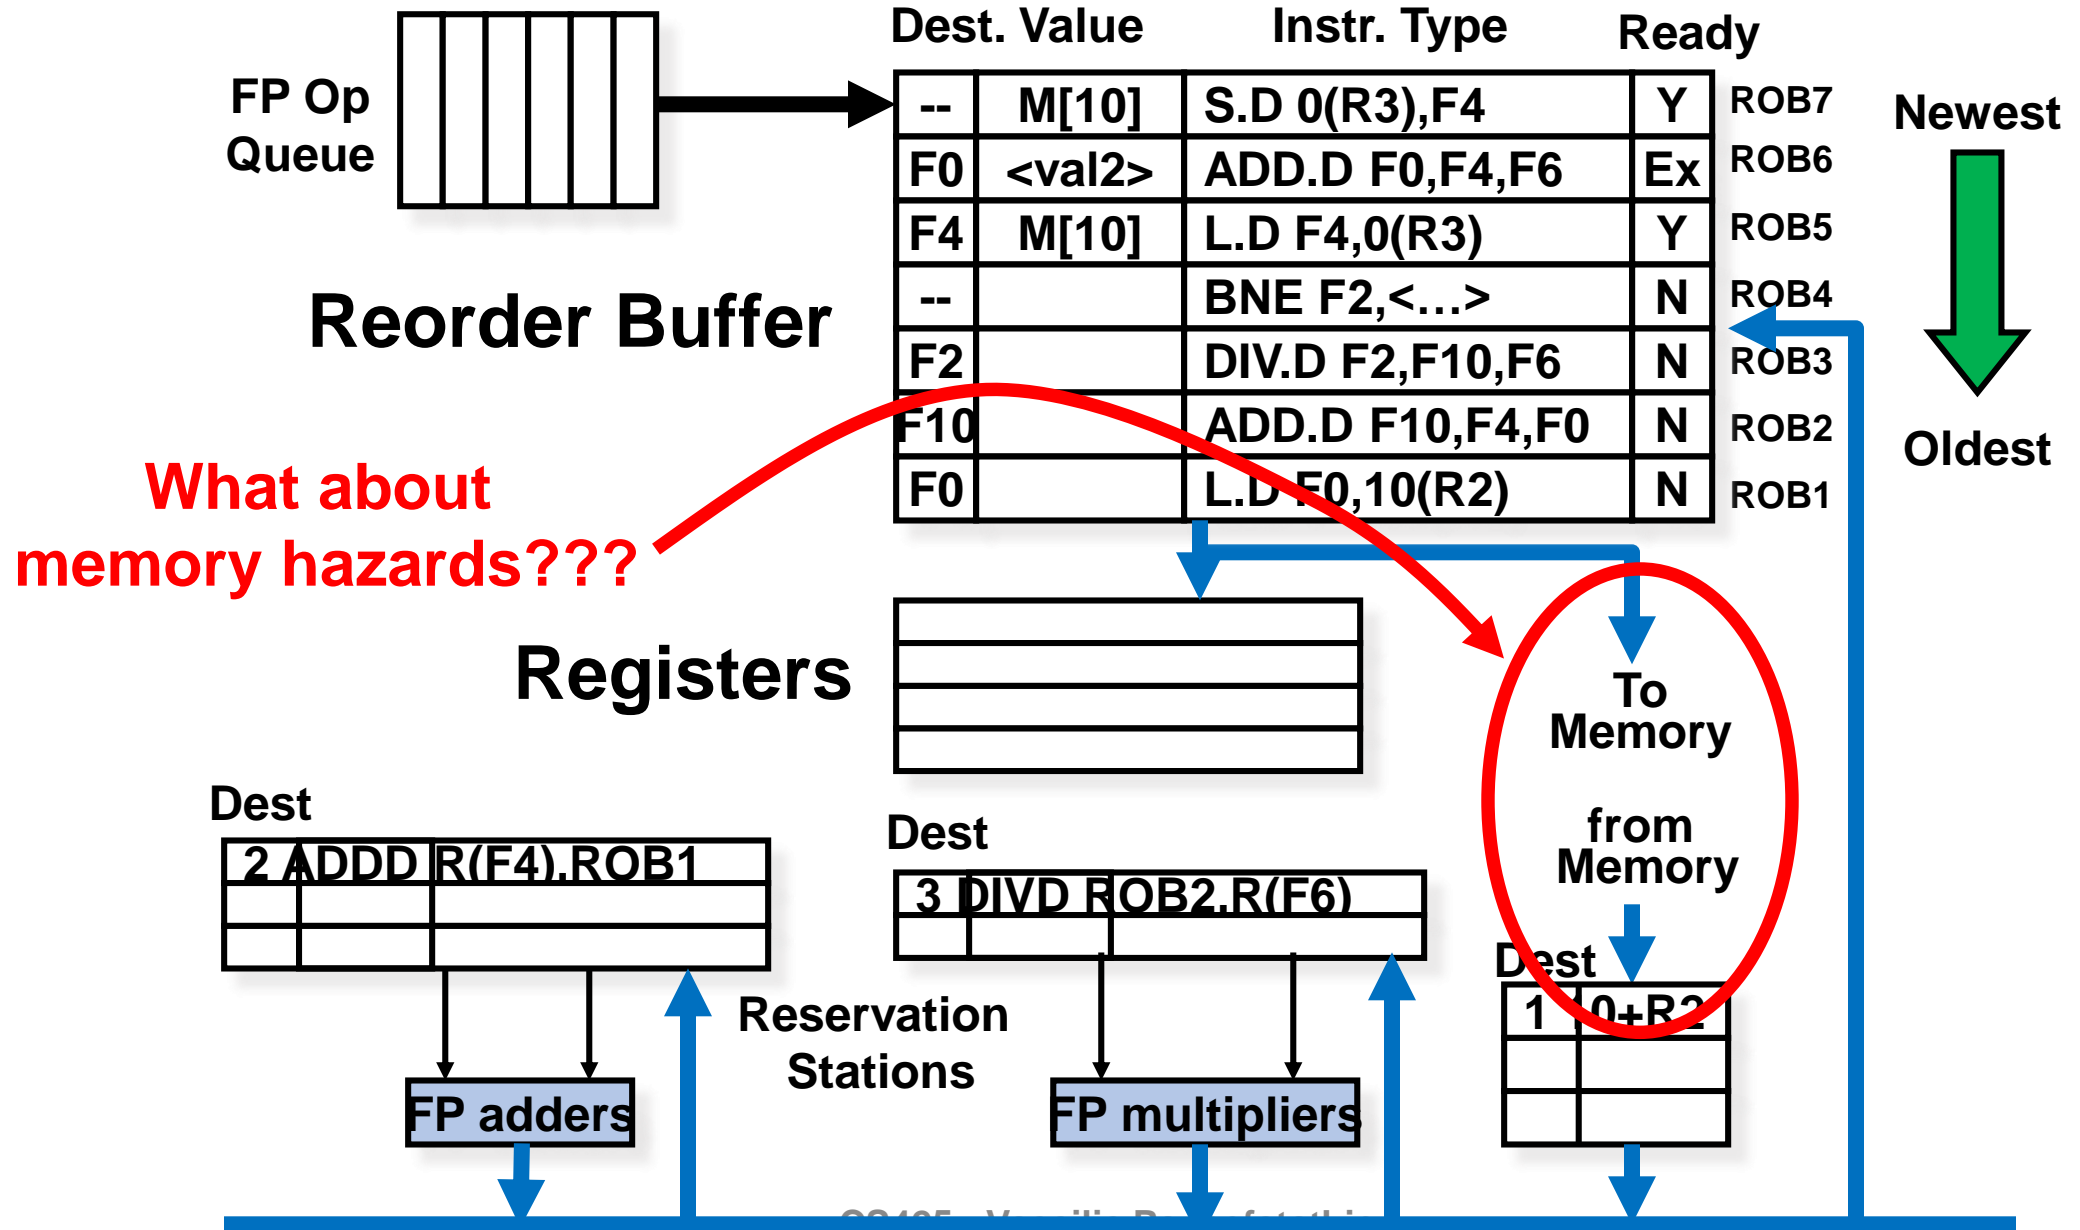 Dest. Value Instr. Type Ready
FP Op
Queue
-- M[10] S.D 0(R3),F4 Y ROB7
F0 <val2> ADD.D F0,F4,F6 Ex ROB6
F4 M[10] L.D F4,0(R3) Y ROB5
-- BNE F2,<…> N ROB4
F2 DIV.D F2,F10,F6 N ROB3
F10 ADD.D F10,F4,F0 N ROB2
F0 L.D F0,10(R2) N ROB1
Newest
Oldest
Reorder Buffer
What about
memory hazards???
Registers
To
Memory
from
Memory
Dest
2 ADDD R(F4),ROB1
Dest
3 DIVD ROB2,R(F6)
Dest
1 10+R2
Reservation
Stations
FP adders
FP multipliers